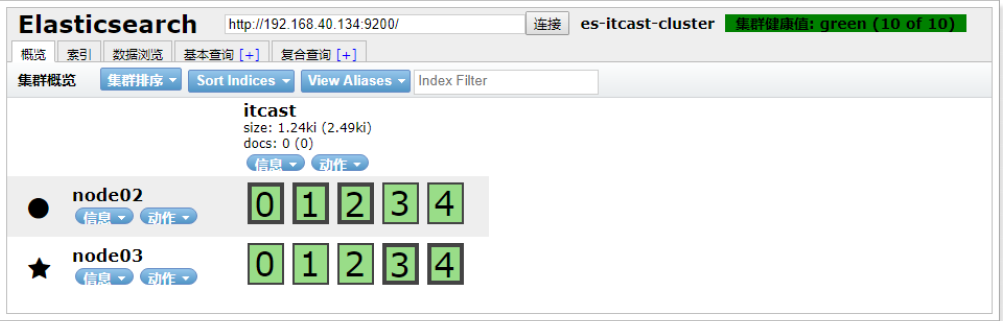 Elasticsearch http://192.168.40.134:9200/ 连接 es-itcast-cluster 集群健康值: green (10 of 10)
概览 索引 数据浏览 基本查询 [+] 复合查询 [+]
集群概览 集群排序 Sort Indices View Aliases Index Filter
itcast
size: 1.24ki (2.49ki)
docs: 0 (0)
信息 动作
node02
信息 动作
0 1 2 3 4
node03
信息 动作
0 1 2 3 4